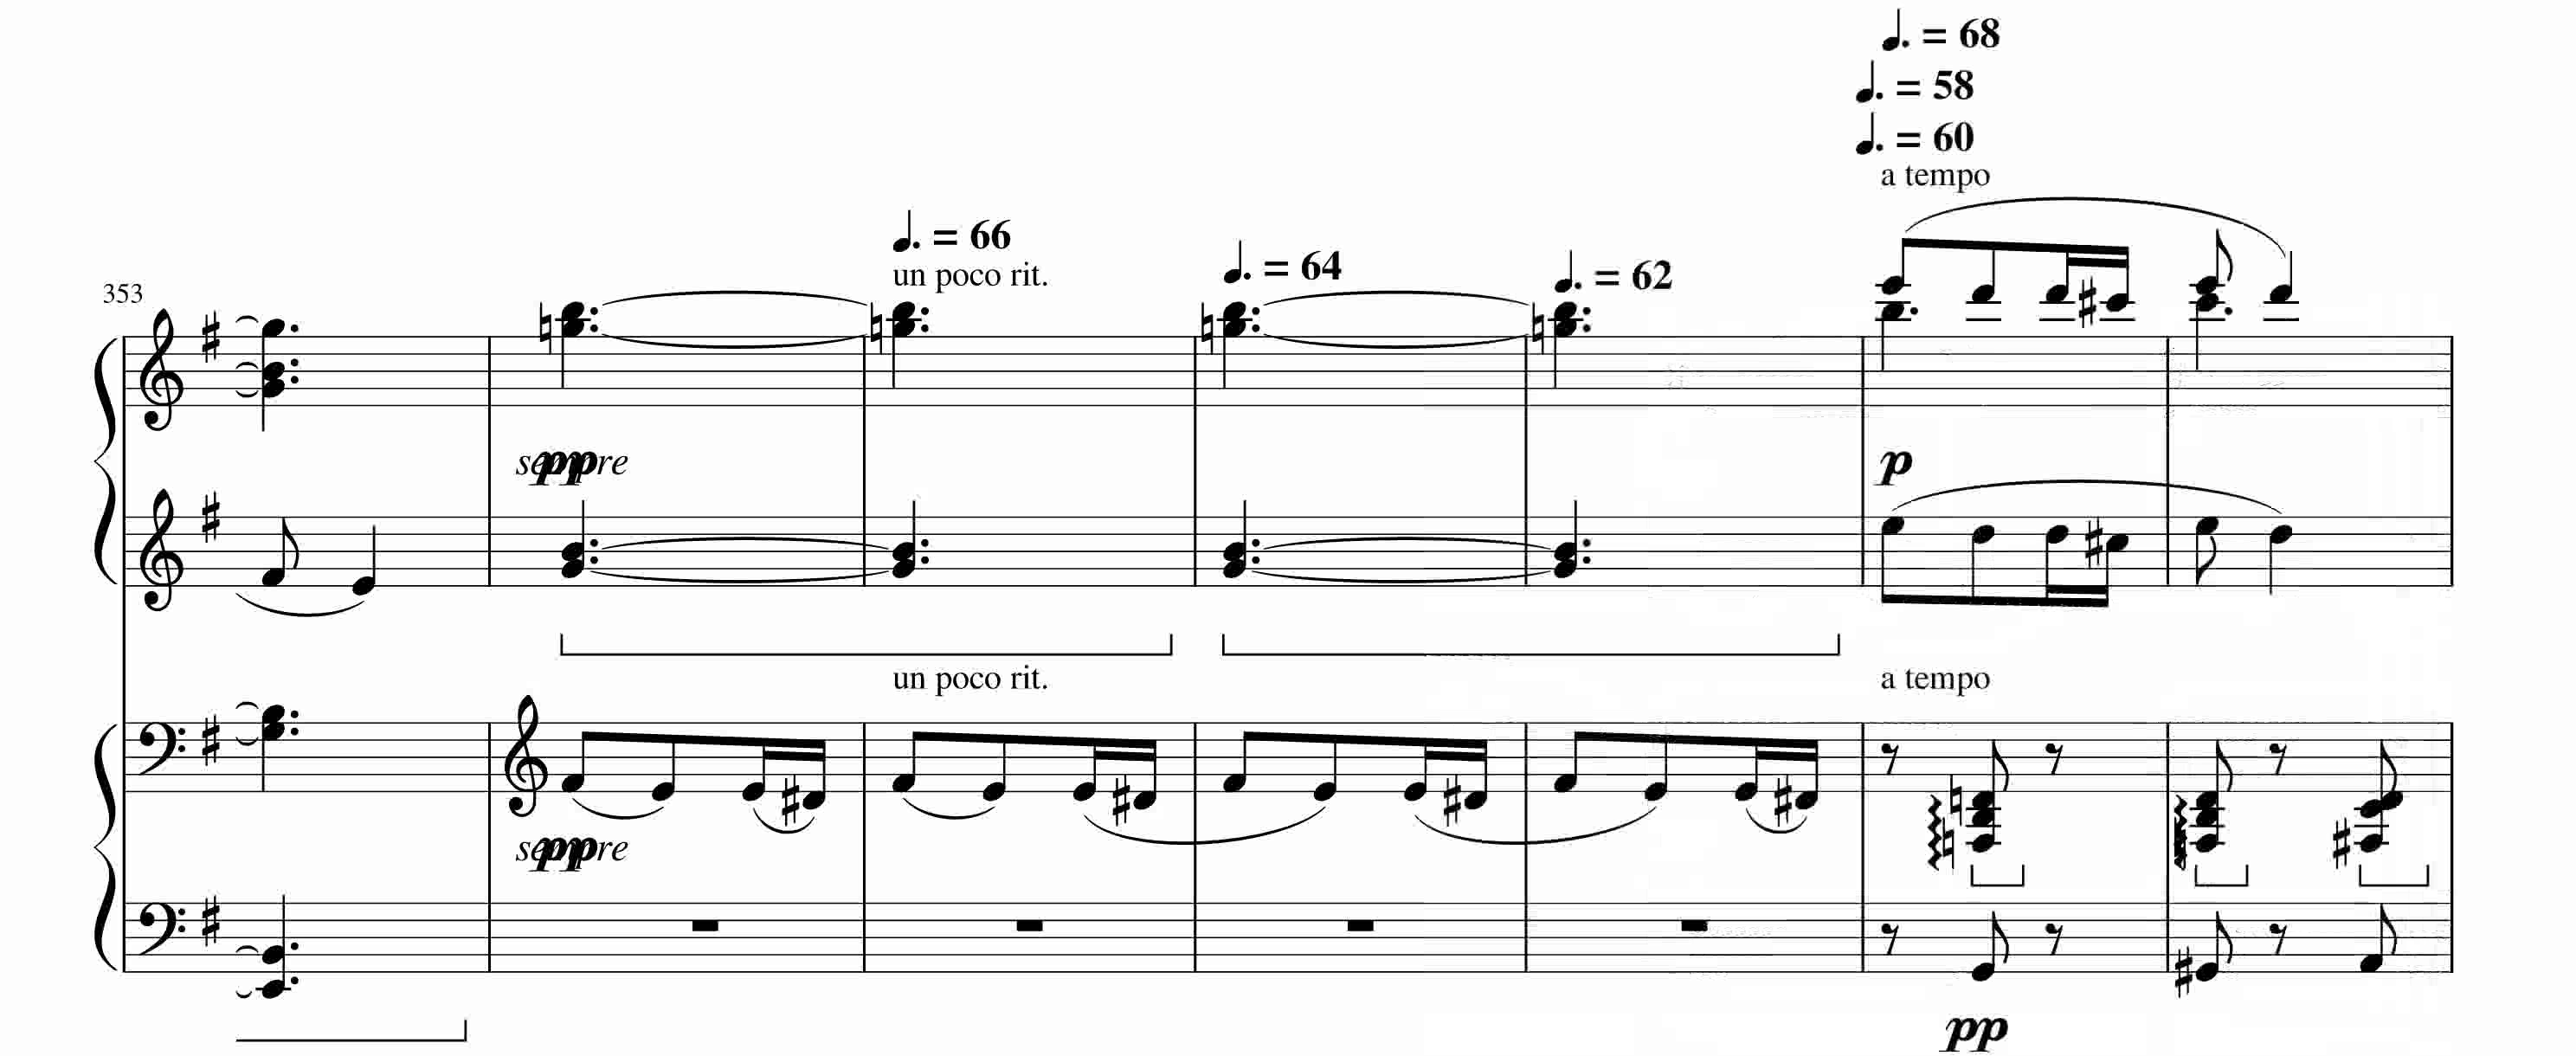 ♩. = 68
♩. = 58
♩. = 60
a tempo
♩. = 66
un poco rit.
♩. = 64
♩. = 62
353
sempre
pp
p
un poco rit.
a tempo
sempre
pp
pp